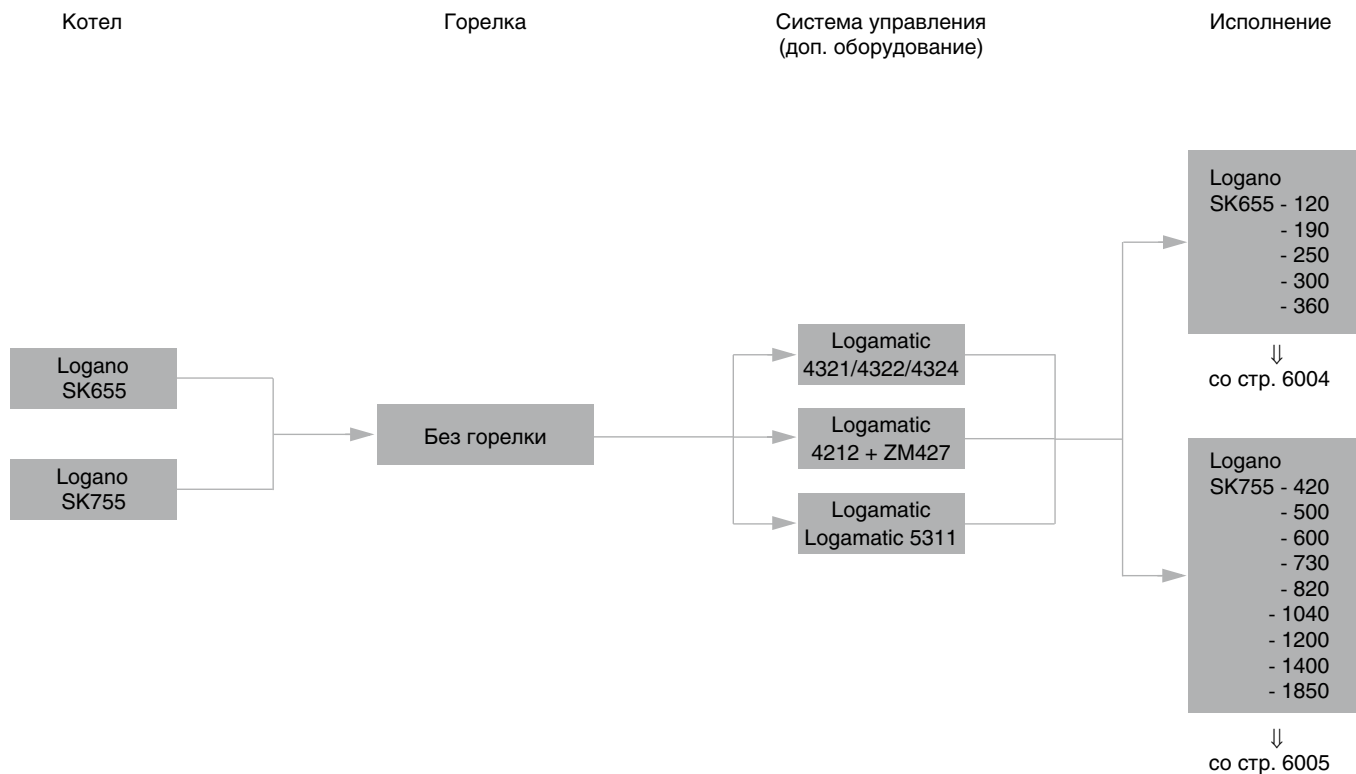 Котел
Горелка
Система управления
(доп. оборудование)
Исполнение
Logano
SK655
Logano
SK755
Без горелки
Logamatic
4321/4322/4324
Logamatic
4212 + ZM427
Logamatic
Logamatic 5311
Logano
SK655 - 120
- 190
- 250
- 300
- 360
⇓
со стр. 6004
Logano
SK755 - 420
- 500
- 600
- 730
- 820
- 1040
- 1200
- 1400
- 1850
⇓
со стр. 6005